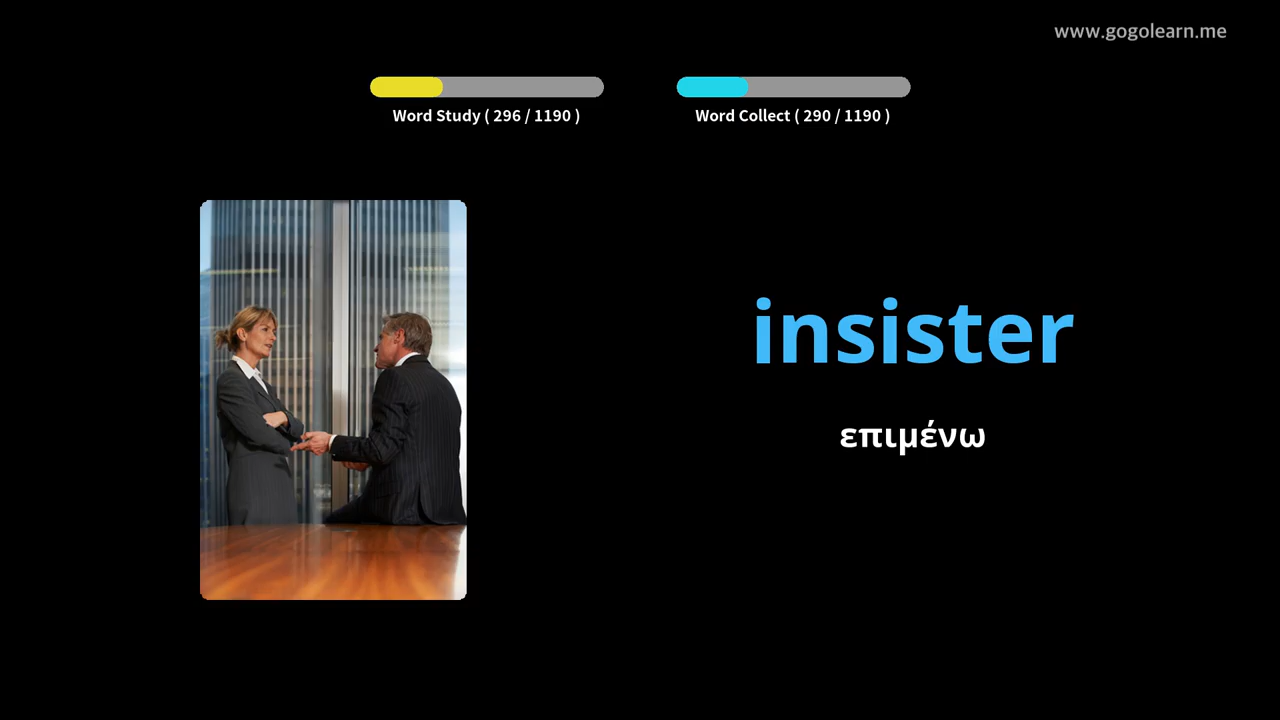 www.gogolearn.me
Word Study ( 296 / 1190 )
Word Collect ( 290 / 1190 )
insister
επιμένω